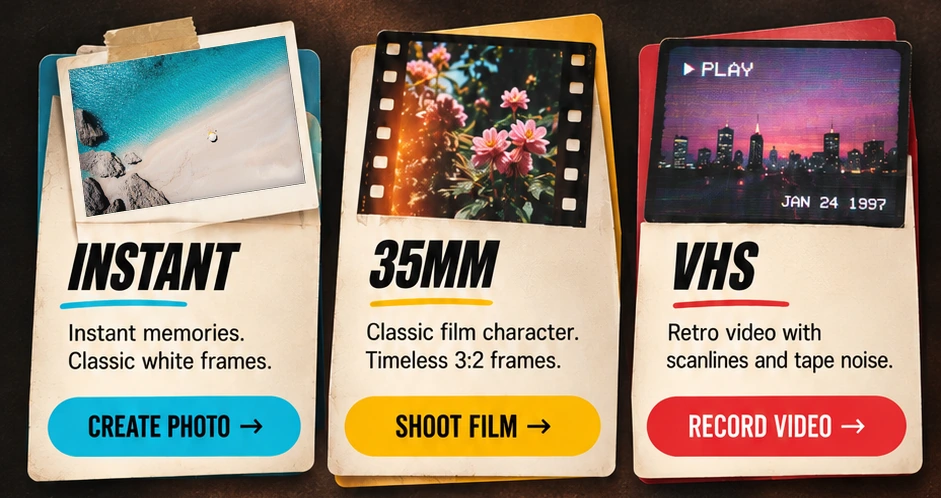 INSTANT
Instant memories.
Classic white frames.
CREATE PHOTO →
35MM
Classic film character.
Timeless 3:2 frames.
SHOOT FILM →
▶ PLAY
JAN 24 1997
VHS
Retro video with
scanlines and tape noise.
RECORD VIDEO →